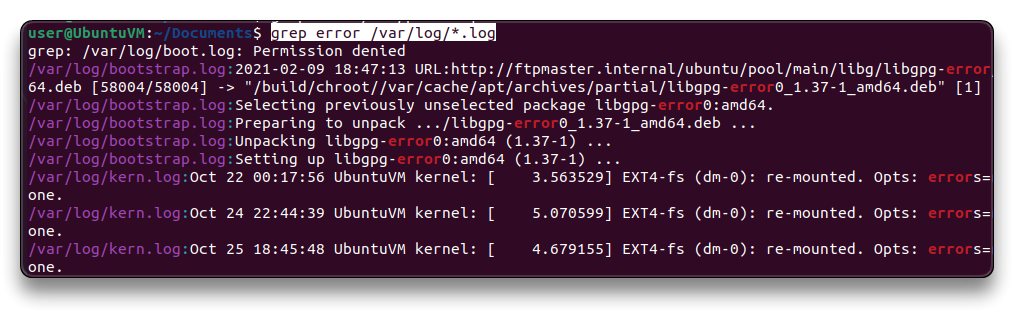 user@UbuntuVM:~/Documents$ grep error /var/log/*.log
grep: /var/log/boot.log: Permission denied
/var/log/bootstrap.log:2021-02-09 18:47:13 URL:http://ftpmaster.internal/ubuntu/pool/main/libg/libgpg-error
64.deb [58004/58004] -> "/build/chroot//var/cache/apt/archives/partial/libgpg-error0_1.37-1_amd64.deb" [1]
/var/log/bootstrap.log:Selecting previously unselected package libgpg-error0:amd64.
/var/log/bootstrap.log:Preparing to unpack .../libgpg-error0_1.37-1_amd64.deb ...
/var/log/bootstrap.log:Unpacking libgpg-error0:amd64 (1.37-1) ...
/var/log/bootstrap.log:Setting up libgpg-error0:amd64 (1.37-1) ...
/var/log/kern.log:Oct 22 00:17:56 UbuntuVM kernel: [    3.563529] EXT4-fs (dm-0): re-mounted. Opts: errors=
one.
/var/log/kern.log:Oct 24 22:44:39 UbuntuVM kernel: [    5.070599] EXT4-fs (dm-0): re-mounted. Opts: errors=
one.
/var/log/kern.log:Oct 25 18:45:48 UbuntuVM kernel: [    4.679155] EXT4-fs (dm-0): re-mounted. Opts: errors=
one.